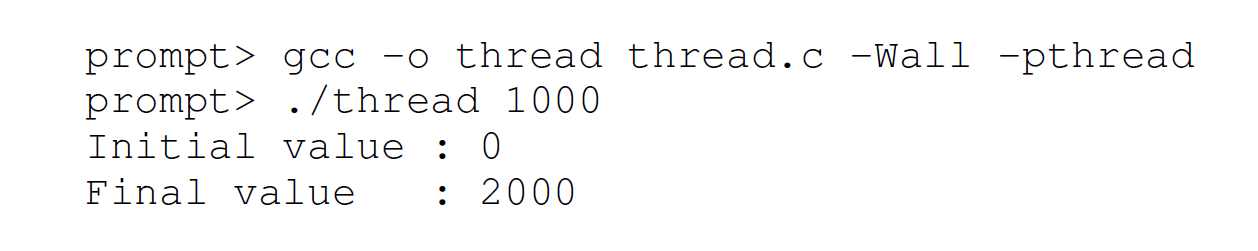 prompt> gcc -o thread thread.c -Wall -pthread
prompt> ./thread 1000
Initial value : 0
Final value   : 2000